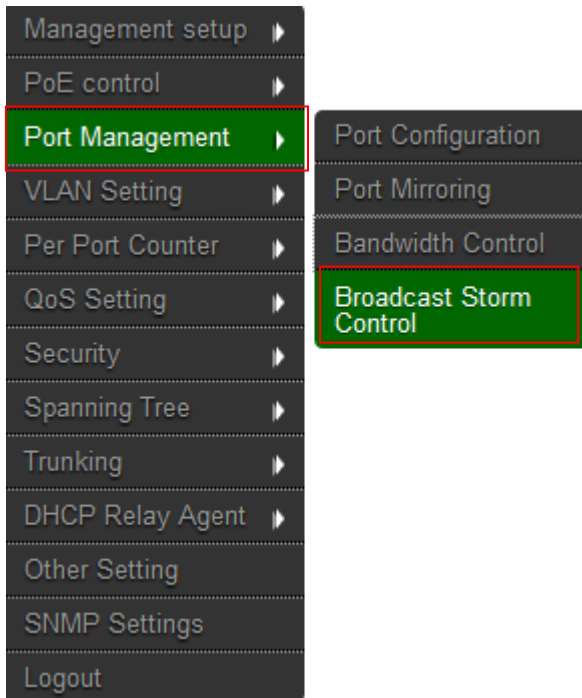 Management setup
PoE control
Port Management
VLAN Setting
Per Port Counter
QoS Setting
Security
Spanning Tree
Trunking
DHCP Relay Agent
Other Setting
SNMP Settings
Logout
Port Configuration
Port Mirroring
Bandwidth Control
Broadcast Storm
Control